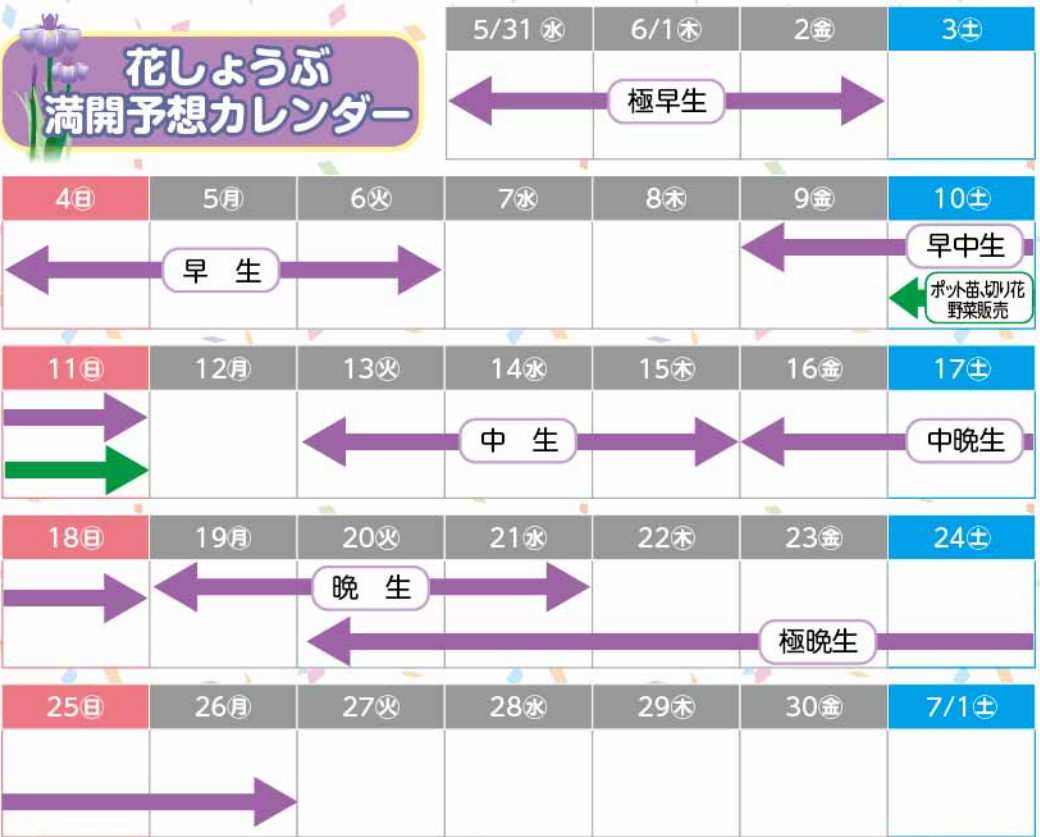 花しょうぶ
満開予想カレンダー
5/31㊌ 6/1㊍ 2㊎ 3㊏
極早生
4㊐ 5㊊ 6㊋ 7㊌ 8㊍ 9㊎ 10㊏
早 生
早中生
ポット苗、切り花
野菜販売
11㊐ 12㊊ 13㊋ 14㊌ 15㊍ 16㊎ 17㊏
中 生
中晩生
18㊐ 19㊊ 20㊋ 21㊌ 22㊍ 23㊎ 24㊏
晩 生
極晩生
25㊐ 26㊊ 27㊋ 28㊌ 29㊍ 30㊎ 7/1㊏